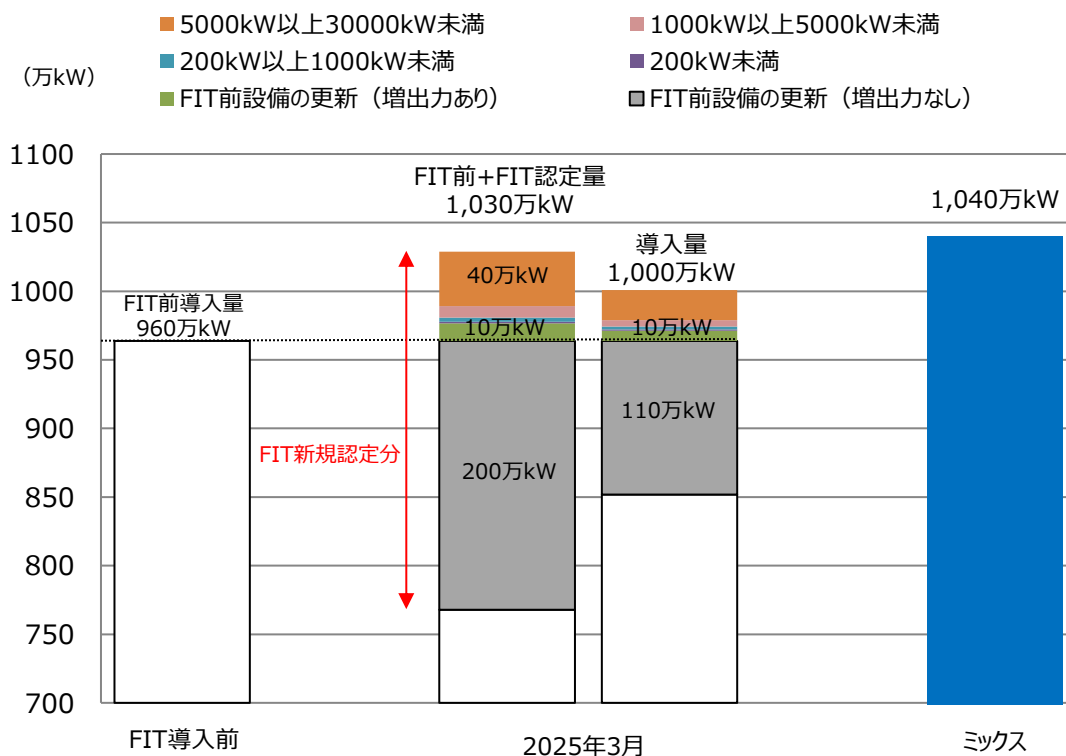 5000kW以上30000kW未満
1000kW以上5000kW未満
200kW以上1000kW未満
200kW未満
(万kW)
FIT前設備の更新（増出力あり）
FIT前設備の更新（増出力なし）
1100
1050
1000
950
900
850
800
750
700
FIT前導入量
960万kW
FIT前+FIT認定量
1,030万kW
導入量
1,000万kW
1,040万kW
40万kW
10万kW
10万kW
200万kW
110万kW
FIT新規認定分
FIT導入前
2025年3月
ミックス